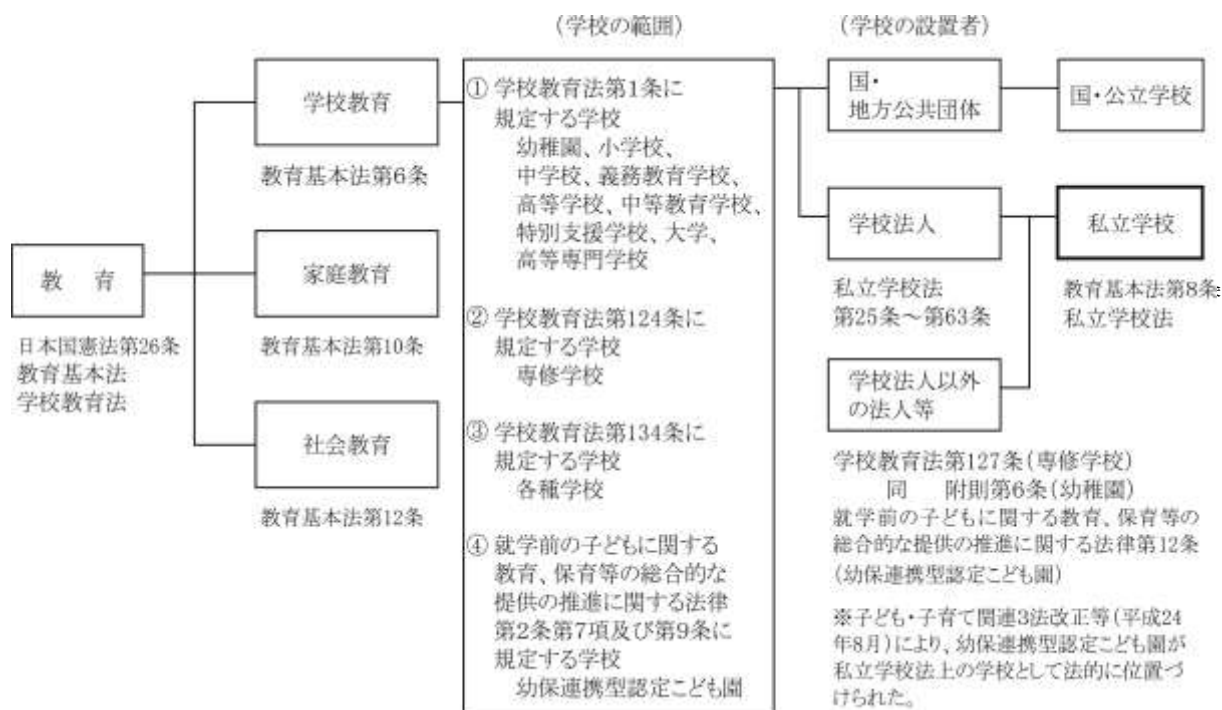 (学校の範囲)
(学校の設置者)
教 育
日本国憲法第26条
教育基本法
学校教育法
学校教育
教育基本法第6条
家庭教育
教育基本法第10条
社会教育
教育基本法第12条
① 学校教育法第1条に
規定する学校
幼稚園、小学校、
中学校、義務教育学校、
高等学校、中等教育学校、
特別支援学校、大学、
高等専門学校
② 学校教育法第124条に
規定する学校
専修学校
③ 学校教育法第134条に
規定する学校
各種学校
④ 就学前の子どもに関する
教育、保育等の総合的な
提供の推進に関する法律
第2条第7項及び第9条に
規定する学校
幼保連携型認定こども園
国・
地方公共団体
国・公立学校
学校法人
私立学校法
第25条～第63条
私立学校
教育基本法第8条
私立学校法
学校法人以外
の法人等
学校教育法第127条(専修学校)
同 附則第6条(幼稚園)
就学前の子どもに関する教育、保育等の
総合的な提供の推進に関する法律第12条
(幼保連携型認定こども園)
※子ども・子育て関連3法改正等(平成24
年8月)により、幼保連携型認定こども園が
私立学校法上の学校として法的に位置づ
けられた。